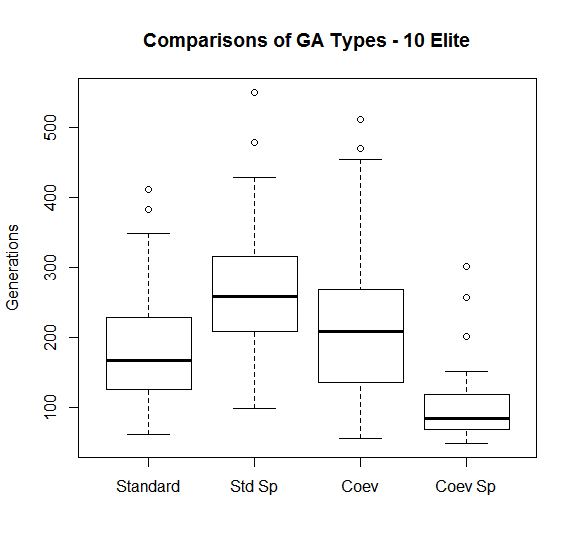 Comparisons of GA Types - 10 Elite
Generations
500
400
300
200
100
Standard
Std Sp
Coev
Coev Sp